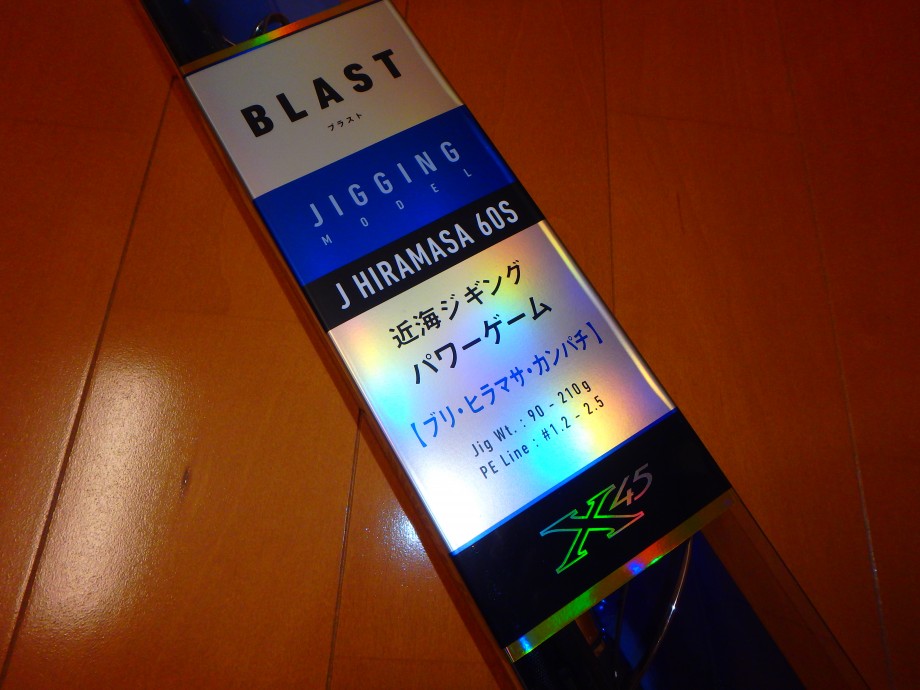 BLAST
ブラスト
JIGGING
MODEL
J HIRAMASA 60S
近海ジギング
パワーゲーム
【ブリ・ヒラマサ・カンパチ】
Jig Wt. : 90 - 210g
PE Line : #1.2 - 2.5
X45